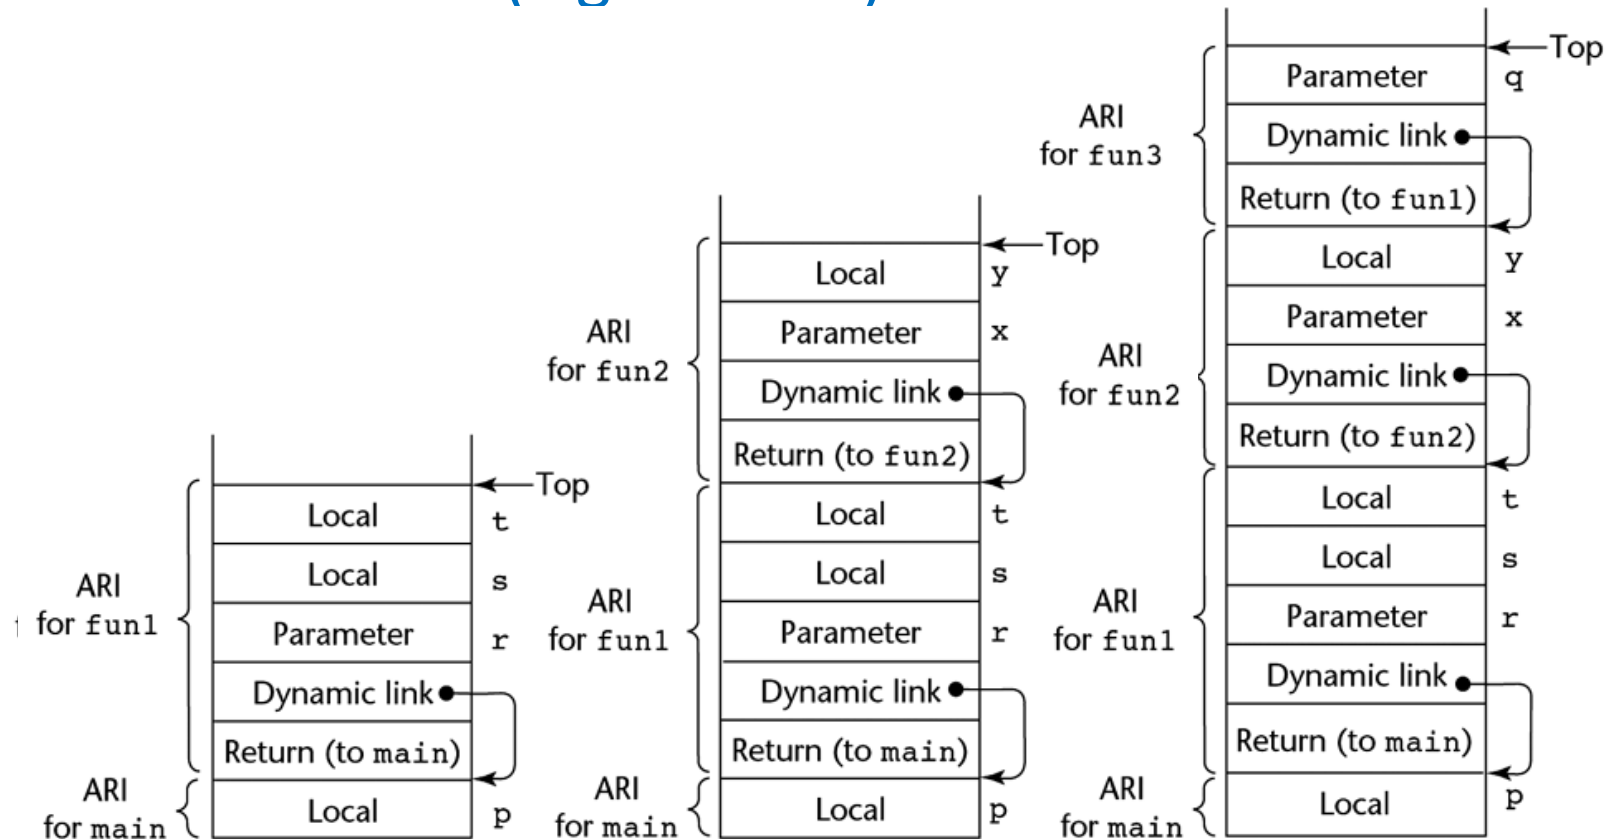 Top
t
Local
s
Local
ARI
for fun1
Parameter
r
Dynamic link
Return (to main)
ARI
for main
Local
p
Top
y
Local
ARI
for fun2
Parameter
x
Dynamic link
Return (to fun2)
Local
t
Local
s
ARI
for fun1
Parameter
r
Dynamic link
Return (to main)
ARI
for main
Local
p
Top
Parameter
q
ARI
for fun3
Dynamic link
Return (to fun1)
Local
y
Parameter
x
ARI
for fun2
Dynamic link
Return (to fun2)
Local
t
Local
s
ARI
for fun1
Parameter
r
Dynamic link
Return (to main)
ARI
for main
Local
p